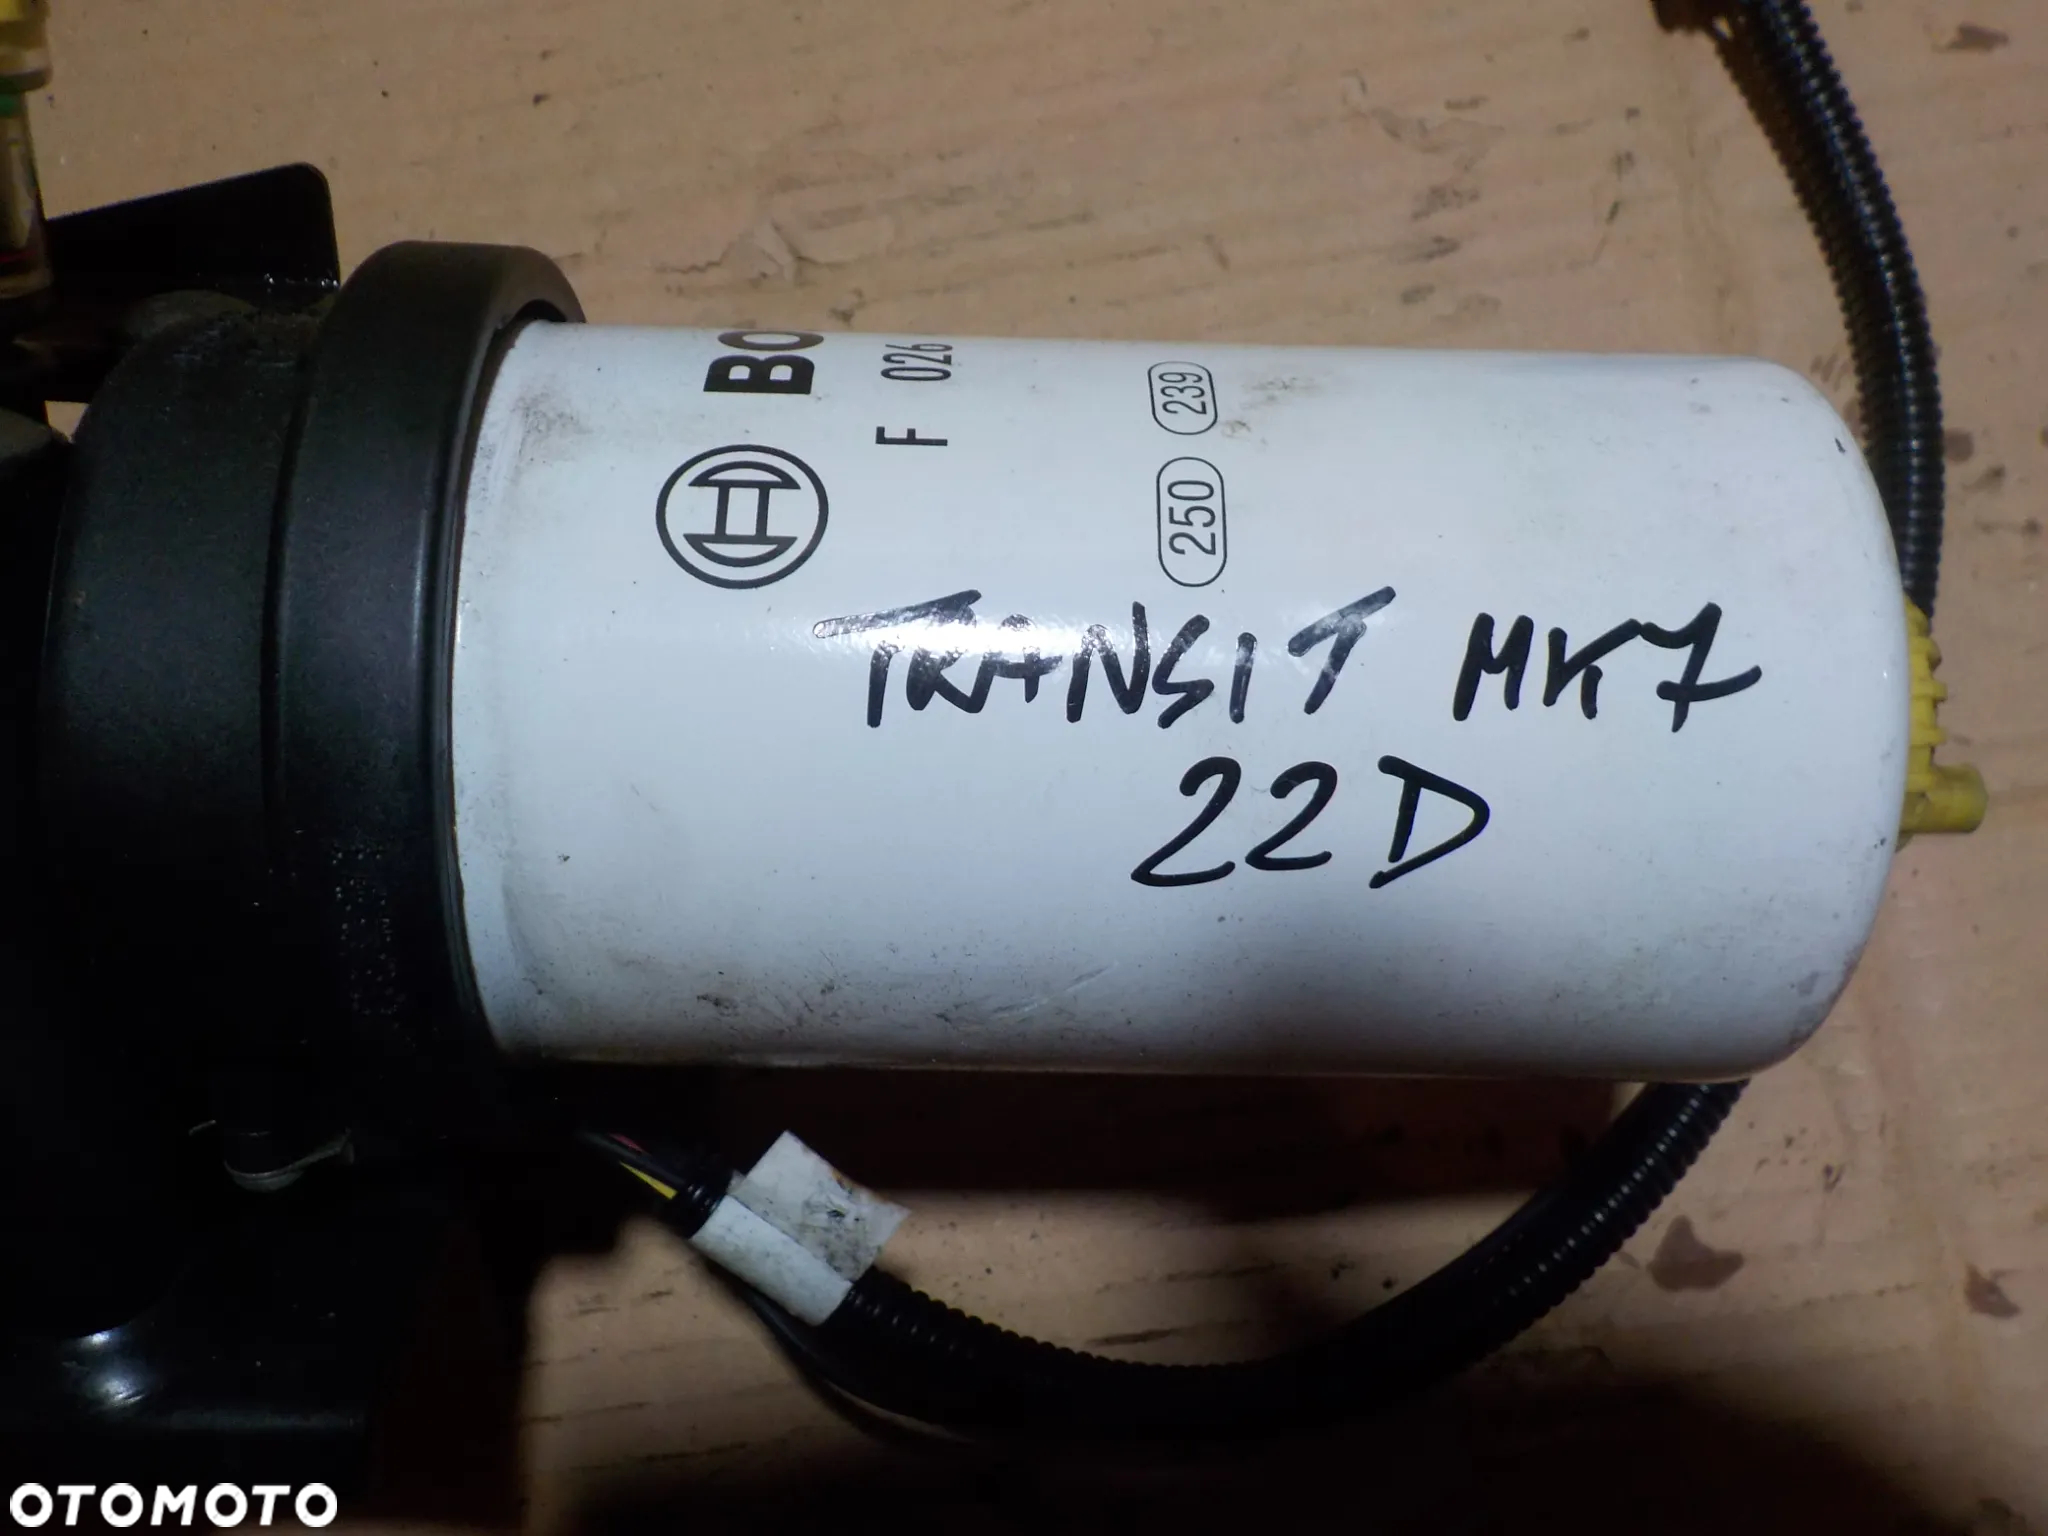 BO
F 026
250 239
TRANSIT MK7
22D
OTOMOTO